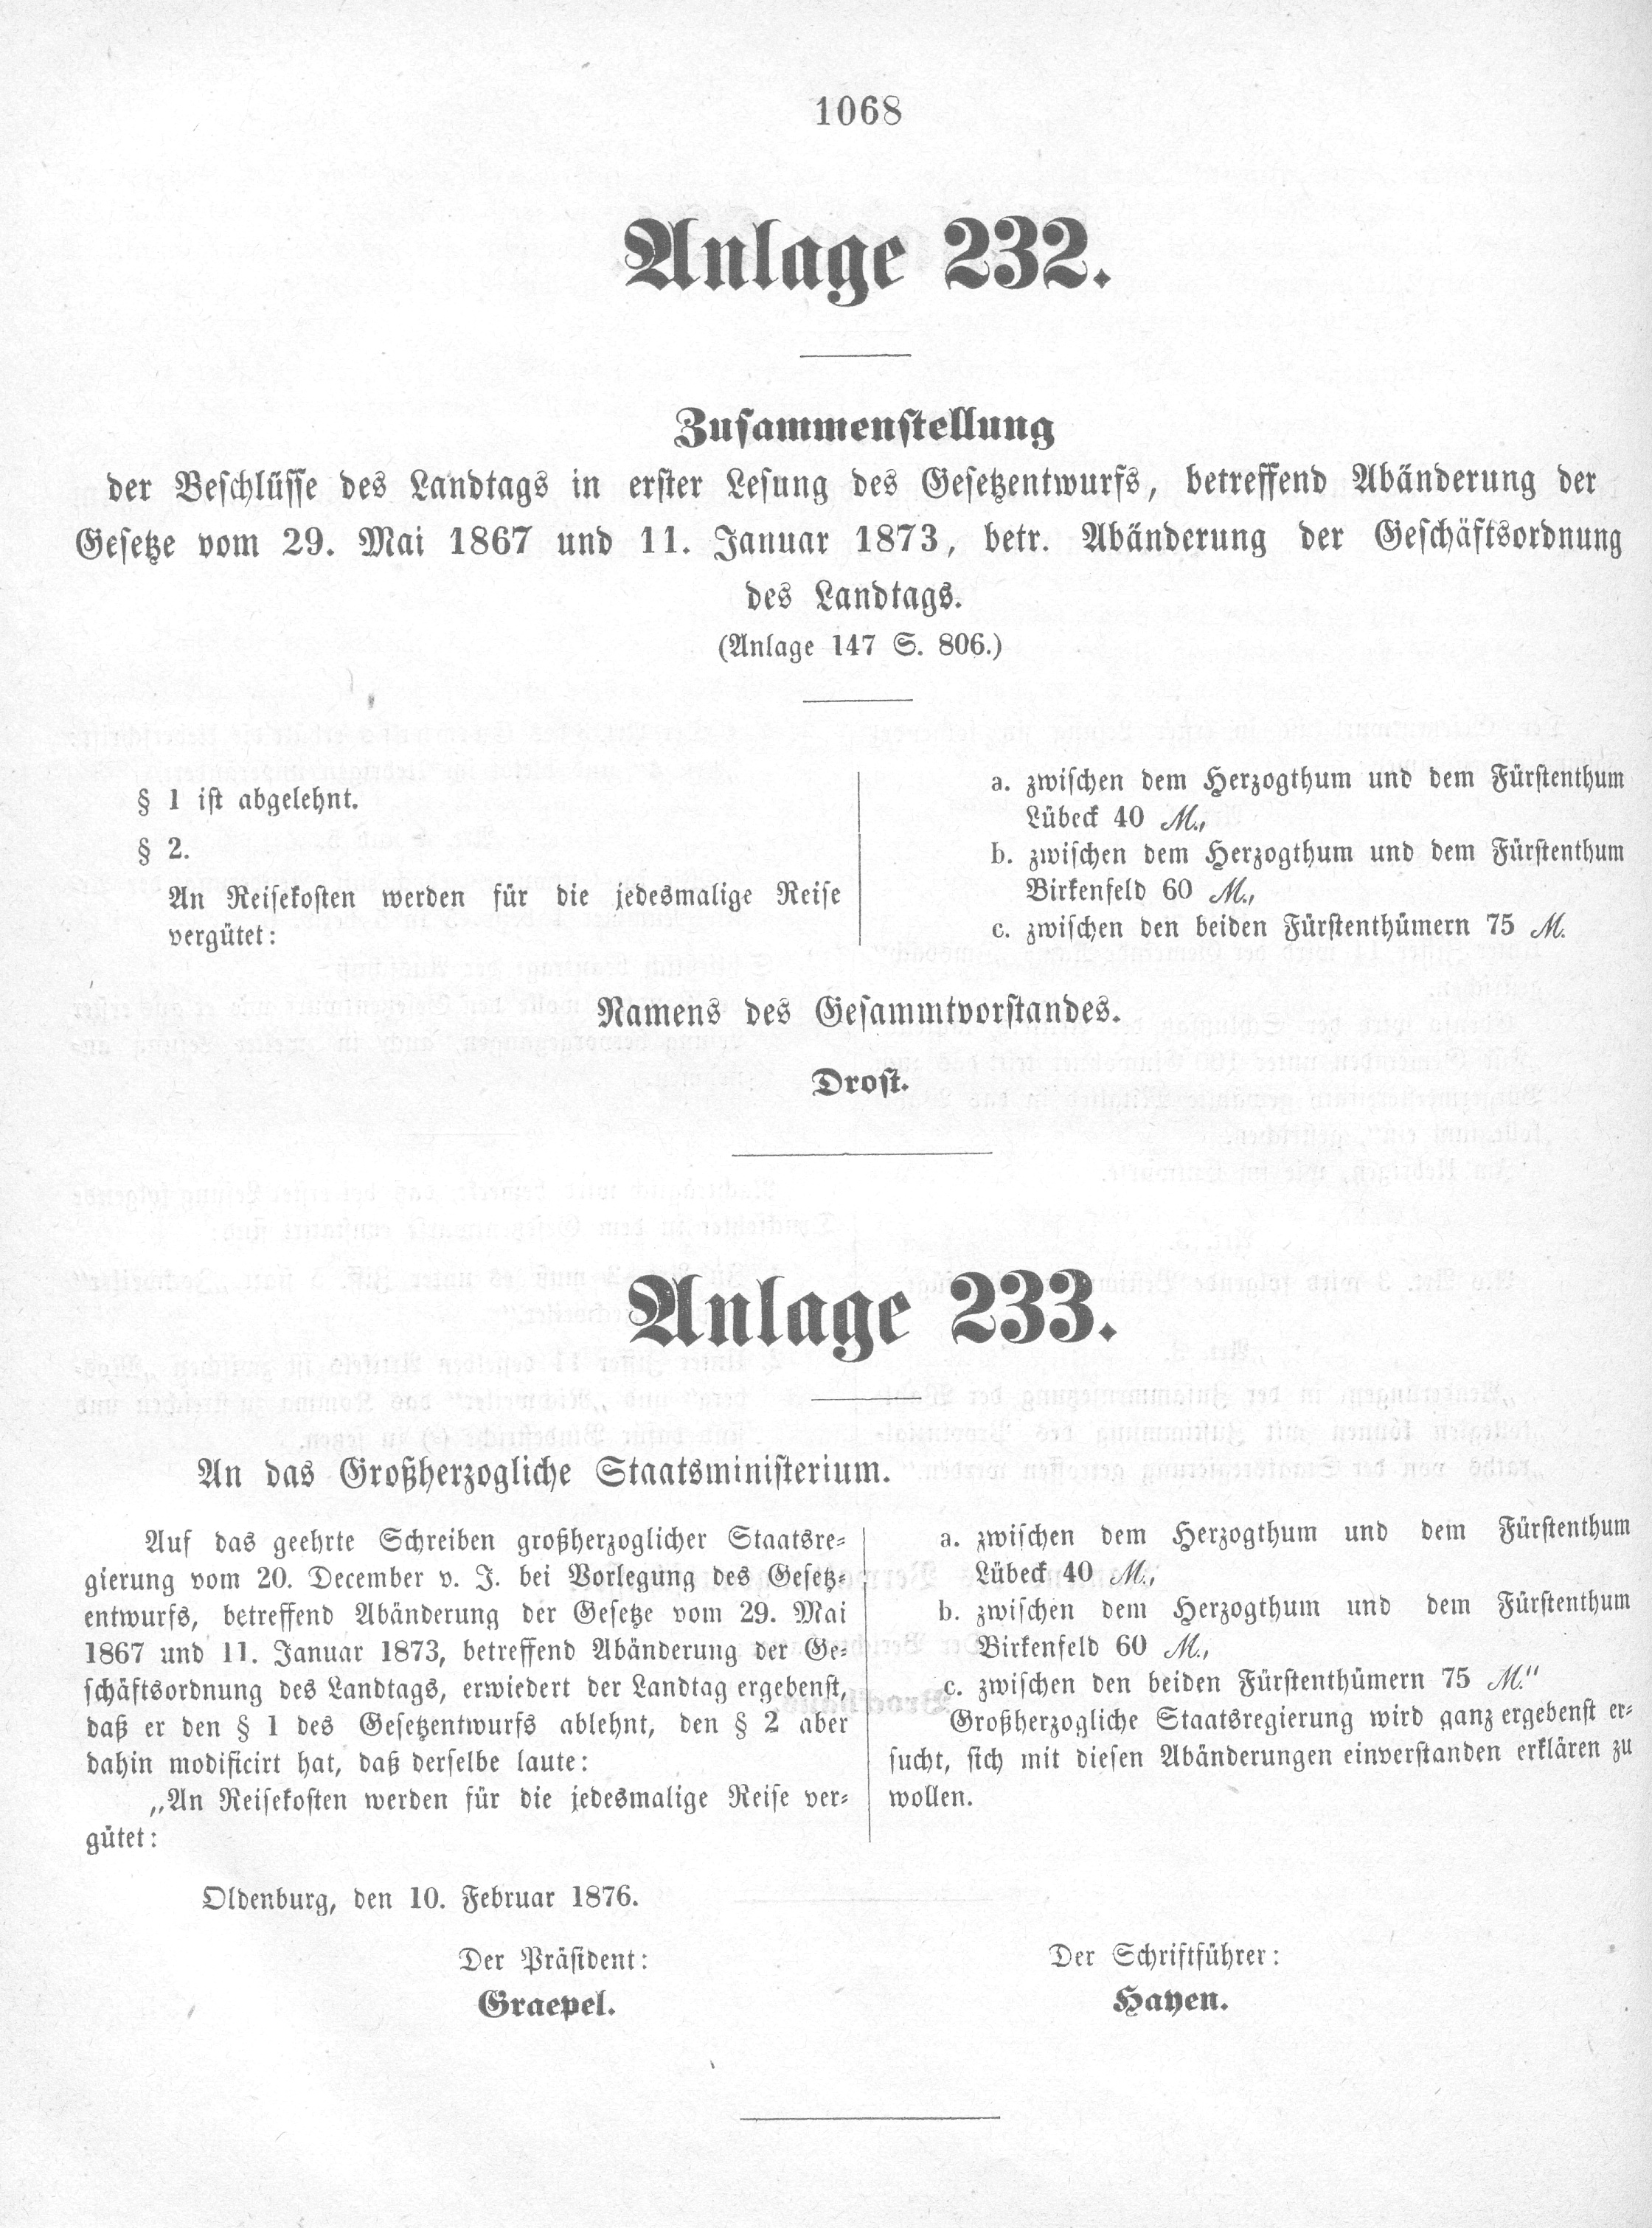 1068
Anlage 232.
Zusammenstellung
der Beschlüsse des Landtags in erster Lesung des Gesetzentwurfs, betreffend Abänderung der
Gesetze vom 29. Mai 1867 und 11. Januar 1873, betr. Abänderung der Geschäftsordnung
des Landtags.
(Anlage 147 S. 806.)
§ 1 ist abgelehnt.
§ 2.
An Reisekosten werden für die jedesmalige Reise
vergütet:
a. zwischen dem Herzogthum und dem Fürstenthum
Lübeck 40 M.,
b. zwischen dem Herzogthum und dem Fürstenthum
Birkenfeld 60 M.,
c. zwischen den beiden Fürstenthümern 75 M.
Namens des Gesammtvorstandes.
Drost.
Anlage 233.
An das Großherzogliche Staatsministerium.
Auf das geehrte Schreiben großherzoglicher Staatsre-
gierung vom 20. December v. J. bei Vorlegung des Gesetz-
entwurfs, betreffend Abänderung der Gesetze vom 29. Mai
1867 und 11. Januar 1873, betreffend Abänderung der Ge-
schäftsordnung des Landtags, erwiedert der Landtag ergebenst,
daß er den § 1 des Gesetzentwurfs ablehnt, den § 2 aber
dahin modificirt hat, daß derselbe laute:
„An Reisekosten werden für die jedesmalige Reise ver-
gütet:
a. zwischen dem Herzogthum und dem Fürstenthum
Lübeck 40 M.,
b. zwischen dem Herzogthum und dem Fürstenthum
Birkenfeld 60 M.,
c. zwischen den beiden Fürstenthümern 75 M.“
Großherzogliche Staatsregierung wird ganz ergebenst er-
sucht, sich mit diesen Abänderungen einverstanden erklären zu
wollen.
Oldenburg, den 10. Februar 1876.
Der Präsident:
Graepel.
Der Schriftführer:
Hayen.